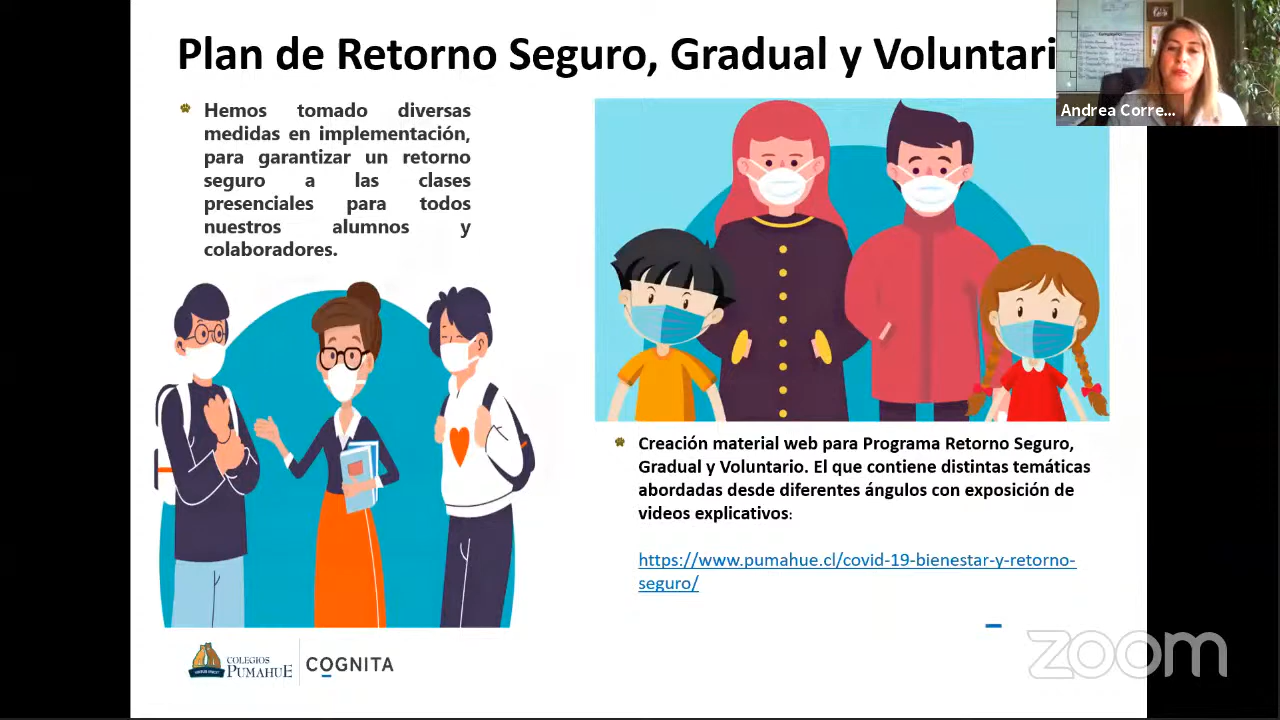 Plan de Retorno Seguro, Gradual y Voluntari
Andrea Corre...
Hemos tomado diversas
medidas en implementación,
para garantizar un retorno
seguro a las clases
presenciales para todos
nuestros alumnos y
colaboradores.
Creación material web para Programa Retorno Seguro,
Gradual y Voluntario. El que contiene distintas temáticas
abordadas desde diferentes ángulos con exposición de
videos explicativos:
https://www.pumahue.cl/covid-19-bienestar-y-retorno-
seguro/
COLEGIOS
PUMAHUE
COGNITA
zoom